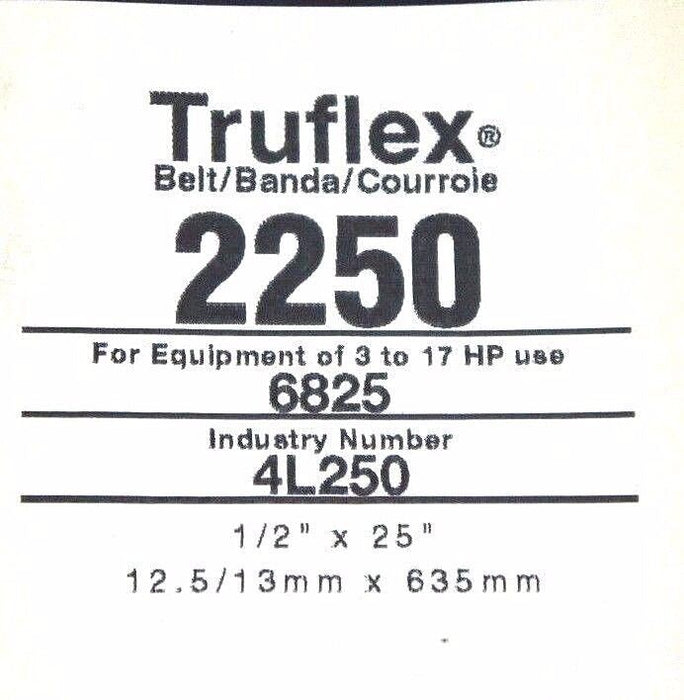 Truflex®
Belt/Banda/Courroie
2250
For Equipment of 3 to 17 HP use
6825
Industry Number
4L250
1/2" x 25"
12.5/13mm x 635mm